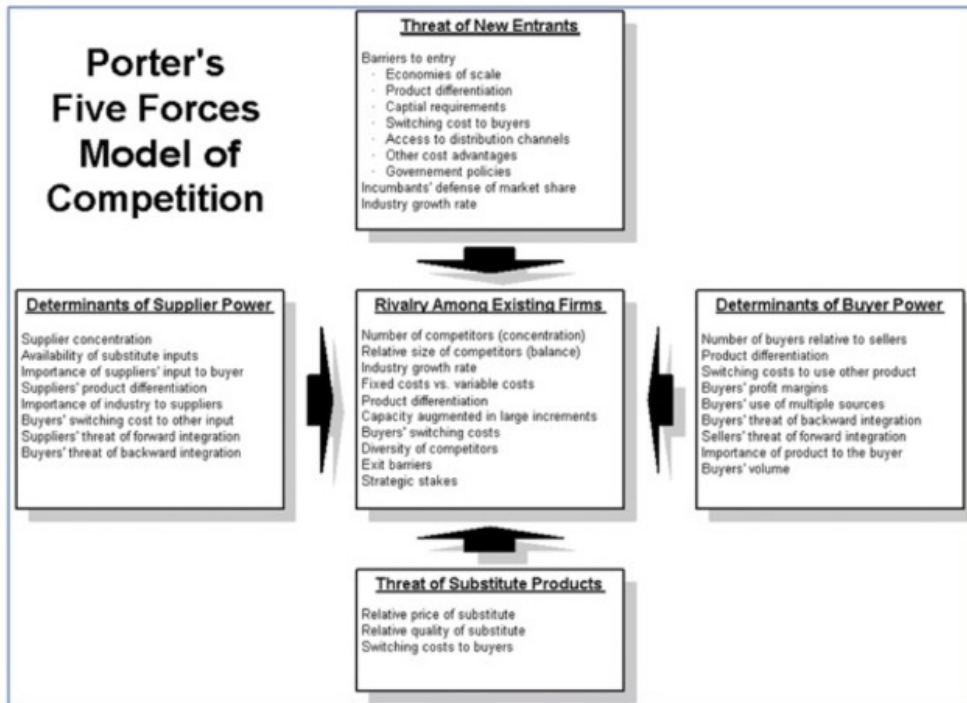 Porter's
Five Forces
Model of
Competition
Threat of New Entrants
Barriers to entry
· Economies of scale
· Product differentiation
· Captial requirements
· Switching cost to buyers
· Access to distribution channels
· Other cost advantages
· Governement policies
Incumbants' defense of market share
Industry growth rate
Determinants of Supplier Power
Supplier concentration
Availability of substitute inputs
Importance of suppliers' input to buyer
Suppliers' product differentiation
Importance of industry to suppliers
Buyers' switching cost to other input
Suppliers' threat of forward integration
Buyers' threat of backward integration
Rivalry Among Existing Firms
Number of competitors (concentration)
Relative size of competitors (balance)
Industry growth rate
Fixed costs vs. variable costs
Product differentiation
Capacity augmented in large increments
Buyers' switching costs
Diversity of competitors
Exit barriers
Strategic stakes
Determinants of Buyer Power
Number of buyers relative to sellers
Product differentiation
Switching costs to use other product
Buyers' profit margins
Buyers' use of multiple sources
Buyers' threat of backward integration
Sellers' threat of forward integration
Importance of product to the buyer
Buyers' volume
Threat of Substitute Products
Relative price of substitute
Relative quality of substitute
Switching costs to buyers